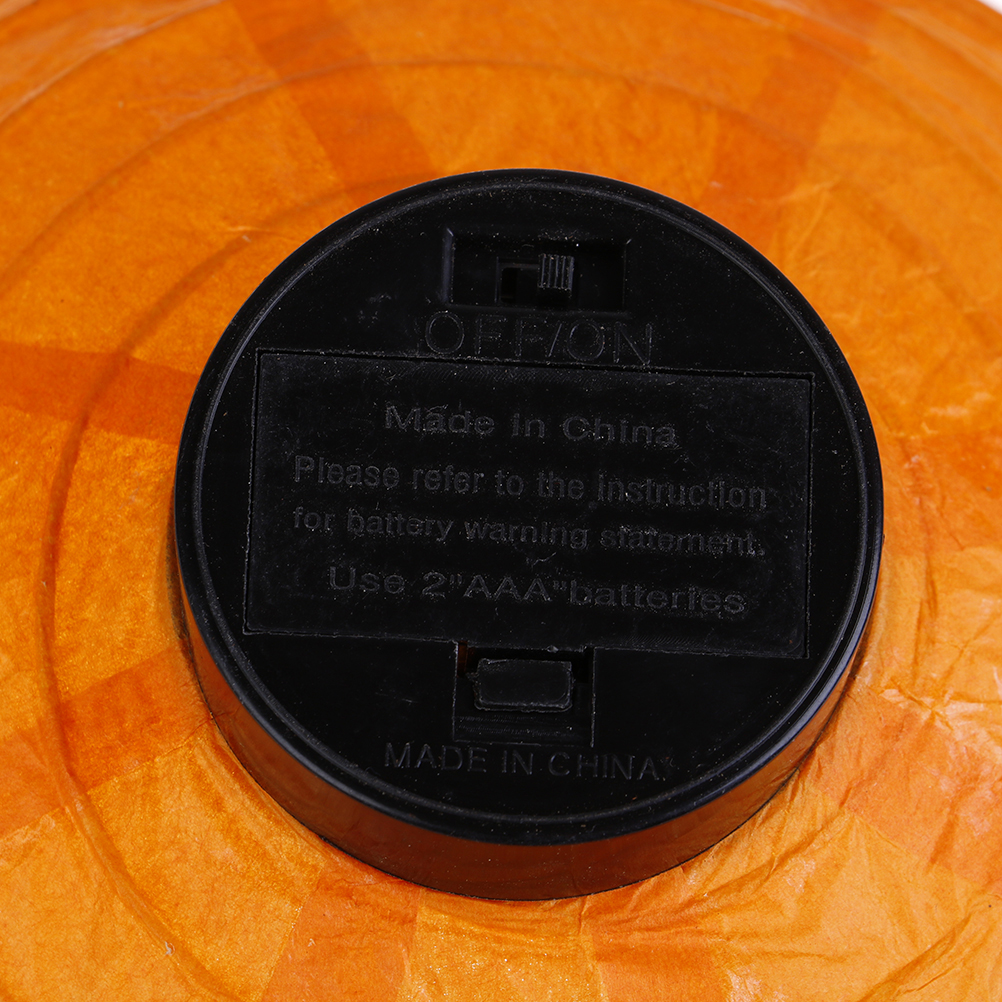 OFF/ON
Made in China
Please refer to the instruction
for battery warning statement.
Use 2"AAA"batteries
MADE IN CHINA